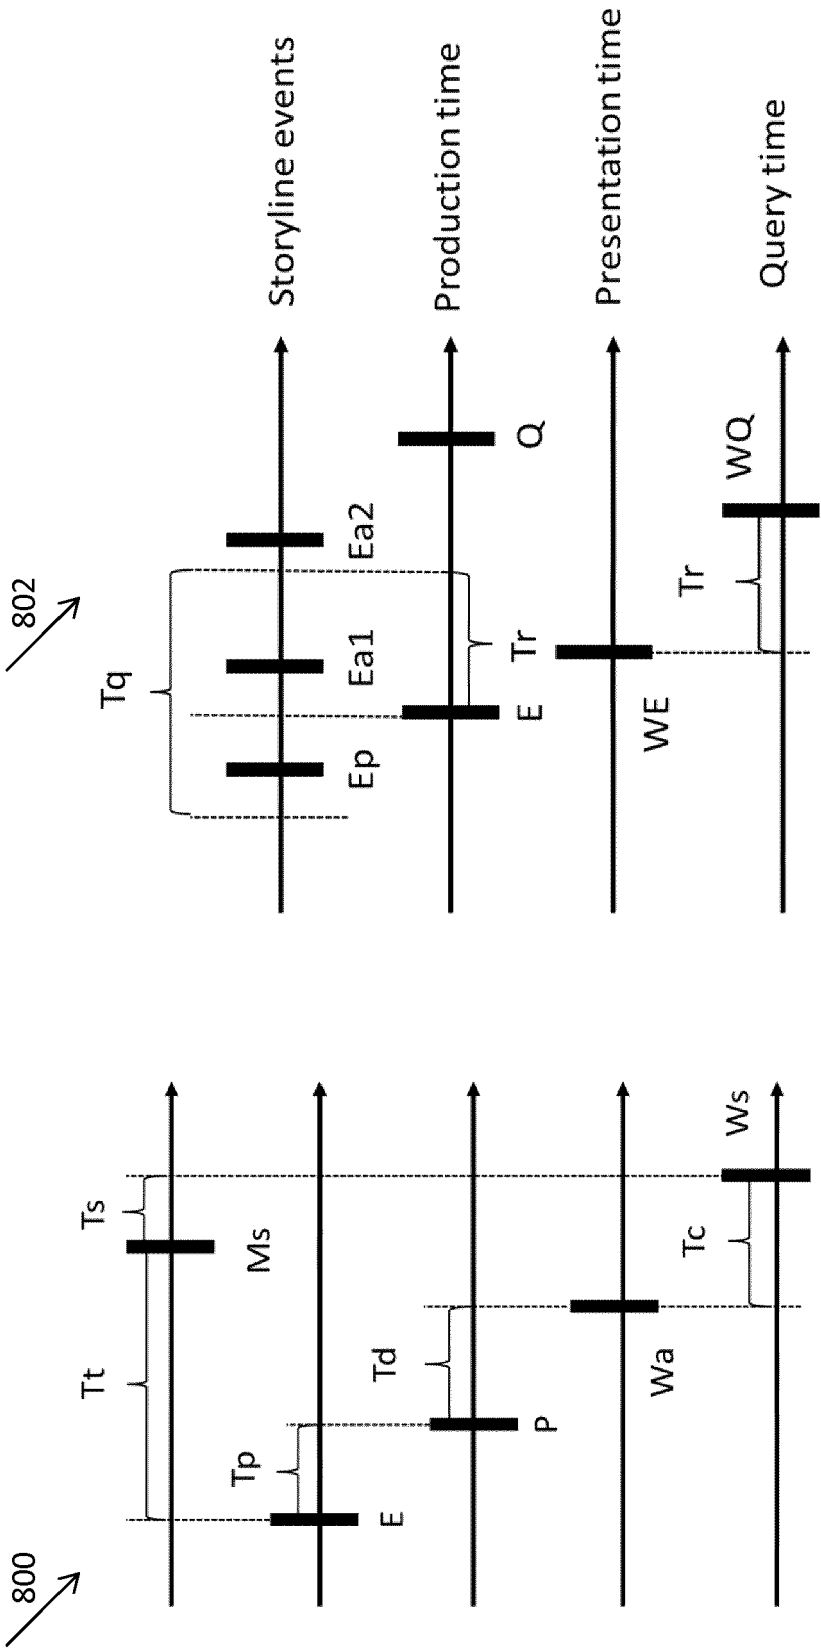 800
Tt
Ts
Ms
Tp
E
Td
P
Wa
Tc
Ws
802
Tq
Storyline events
Ep
Ea1
Ea2
Production time
E
Tr
Q
Presentation time
WE
Query time
Tr
WQ